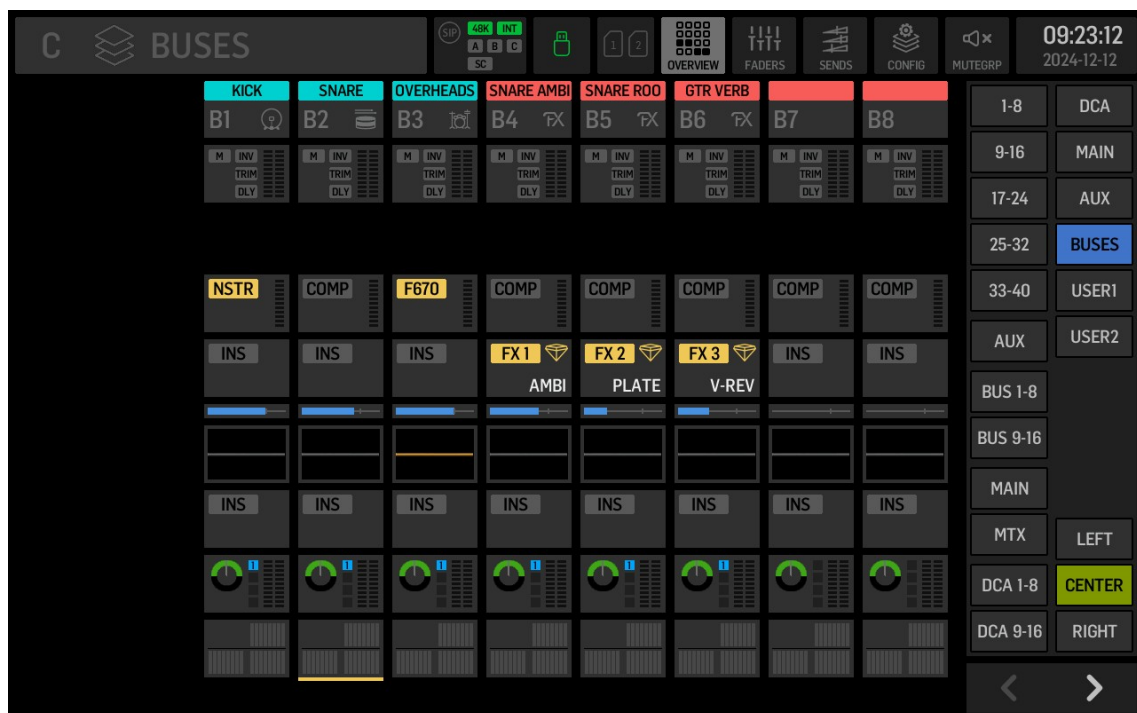 C BUSES SIP 48K INT A B C SC 1 2 OVERVIEW FADERS SENDS CONFIG MUTEGRP 09:23:12
2024-12-12
KICK SNARE OVERHEADS SNARE AMBI SNARE ROO GTR VERB
B1 B2 B3 B4 FX B5 FX B6 FX B7 B8
M INV M INV M INV M INV M INV M INV M INV M INV
TRIM TRIM TRIM TRIM TRIM TRIM TRIM TRIM
DLY DLY DLY DLY DLY DLY DLY DLY
NSTR COMP F670 COMP COMP COMP COMP COMP
INS INS INS FX 1 FX 2 FX 3 INS INS
AMBI PLATE V-REV
INS INS INS INS INS INS INS INS
1 1 1 1 1 1
1-8 DCA
9-16 MAIN
17-24 AUX
25-32 BUSES
33-40 USER1
AUX USER2
BUS 1-8
BUS 9-16
MAIN
MTX LEFT
DCA 1-8 CENTER
DCA 9-16 RIGHT